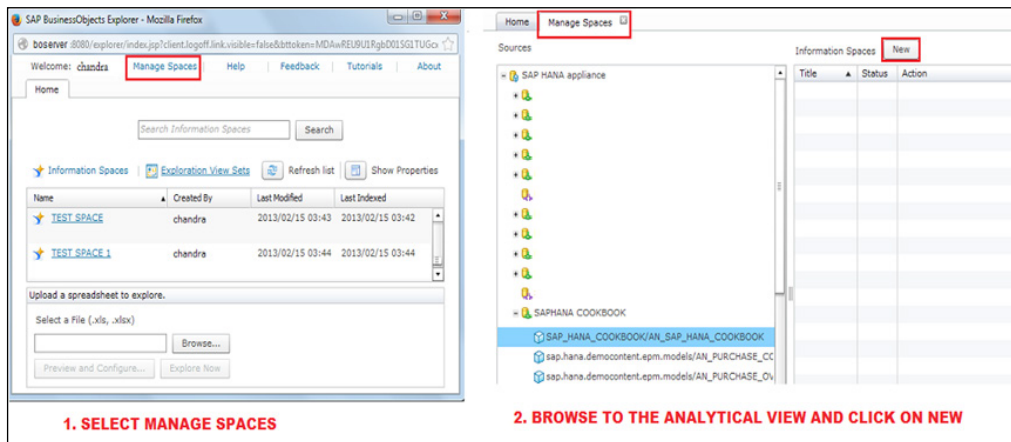 SAP BusinessObjects Explorer - Mozilla Firefox
boserver:8080/explorer/index.jsp?client.logoff.link.visible=false&bttoken=MDAwREU9U1RgbD01SG1TUGcx
Welcome: chandra Manage Spaces Help Feedback Tutorials About
Home
Search Information Spaces Search
Information Spaces Exploration View Sets Refresh list Show Properties
Name Created By Last Modified Last Indexed
TEST SPACE chandra 2013/02/15 03:43 2013/02/15 03:42
TEST SPACE 1 chandra 2013/02/15 03:44 2013/02/15 03:44
Upload a spreadsheet to explore.
Select a File (.xls, .xlsx)
Browse...
Preview and Configure... Explore Now
1. SELECT MANAGE SPACES
Home Manage Spaces
Sources
Information Spaces New
Title Status Action
SAP HANA appliance
SAPHANA COOKBOOK
SAP_HANA_COOKBOOK/AN_SAP_HANA_COOKBOOK
sap.hana.democontent.epm.models/AN_PURCHASE_CC
sap.hana.democontent.epm.models/AN_PURCHASE_OV
2. BROWSE TO THE ANALYTICAL VIEW AND CLICK ON NEW